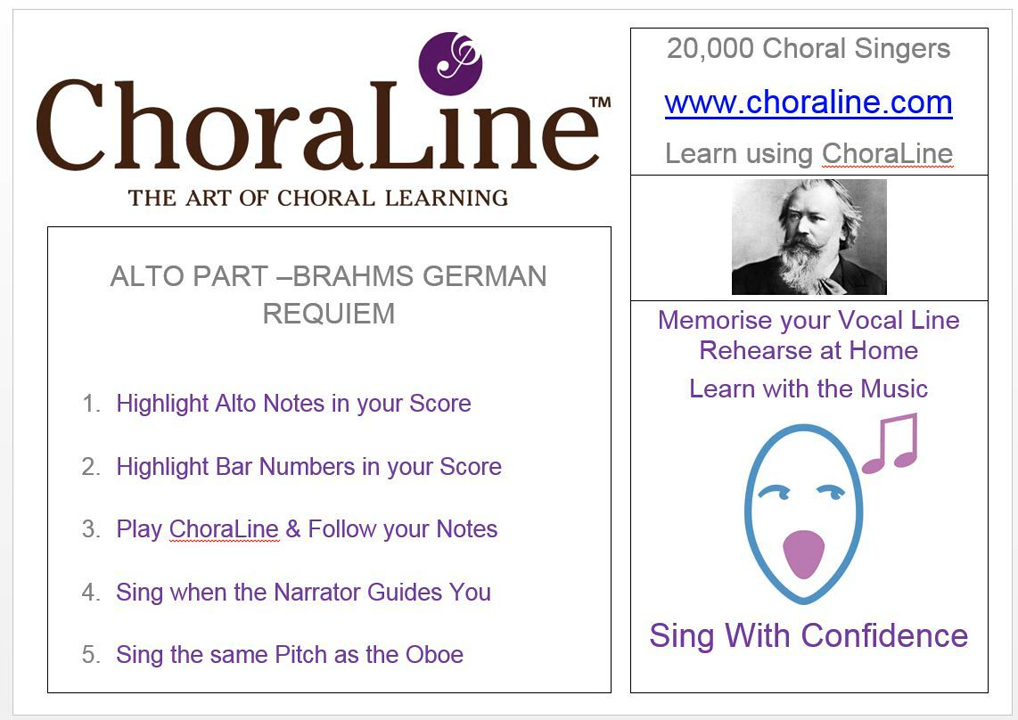 ChoraLine™
THE ART OF CHORAL LEARNING
ALTO PART –BRAHMS GERMAN
REQUIEM
1. Highlight Alto Notes in your Score
2. Highlight Bar Numbers in your Score
3. Play ChoraLine & Follow your Notes
4. Sing when the Narrator Guides You
5. Sing the same Pitch as the Oboe
20,000 Choral Singers
www.choraline.com
Learn using ChoraLine
Memorise your Vocal Line
Rehearse at Home
Learn with the Music
Sing With Confidence